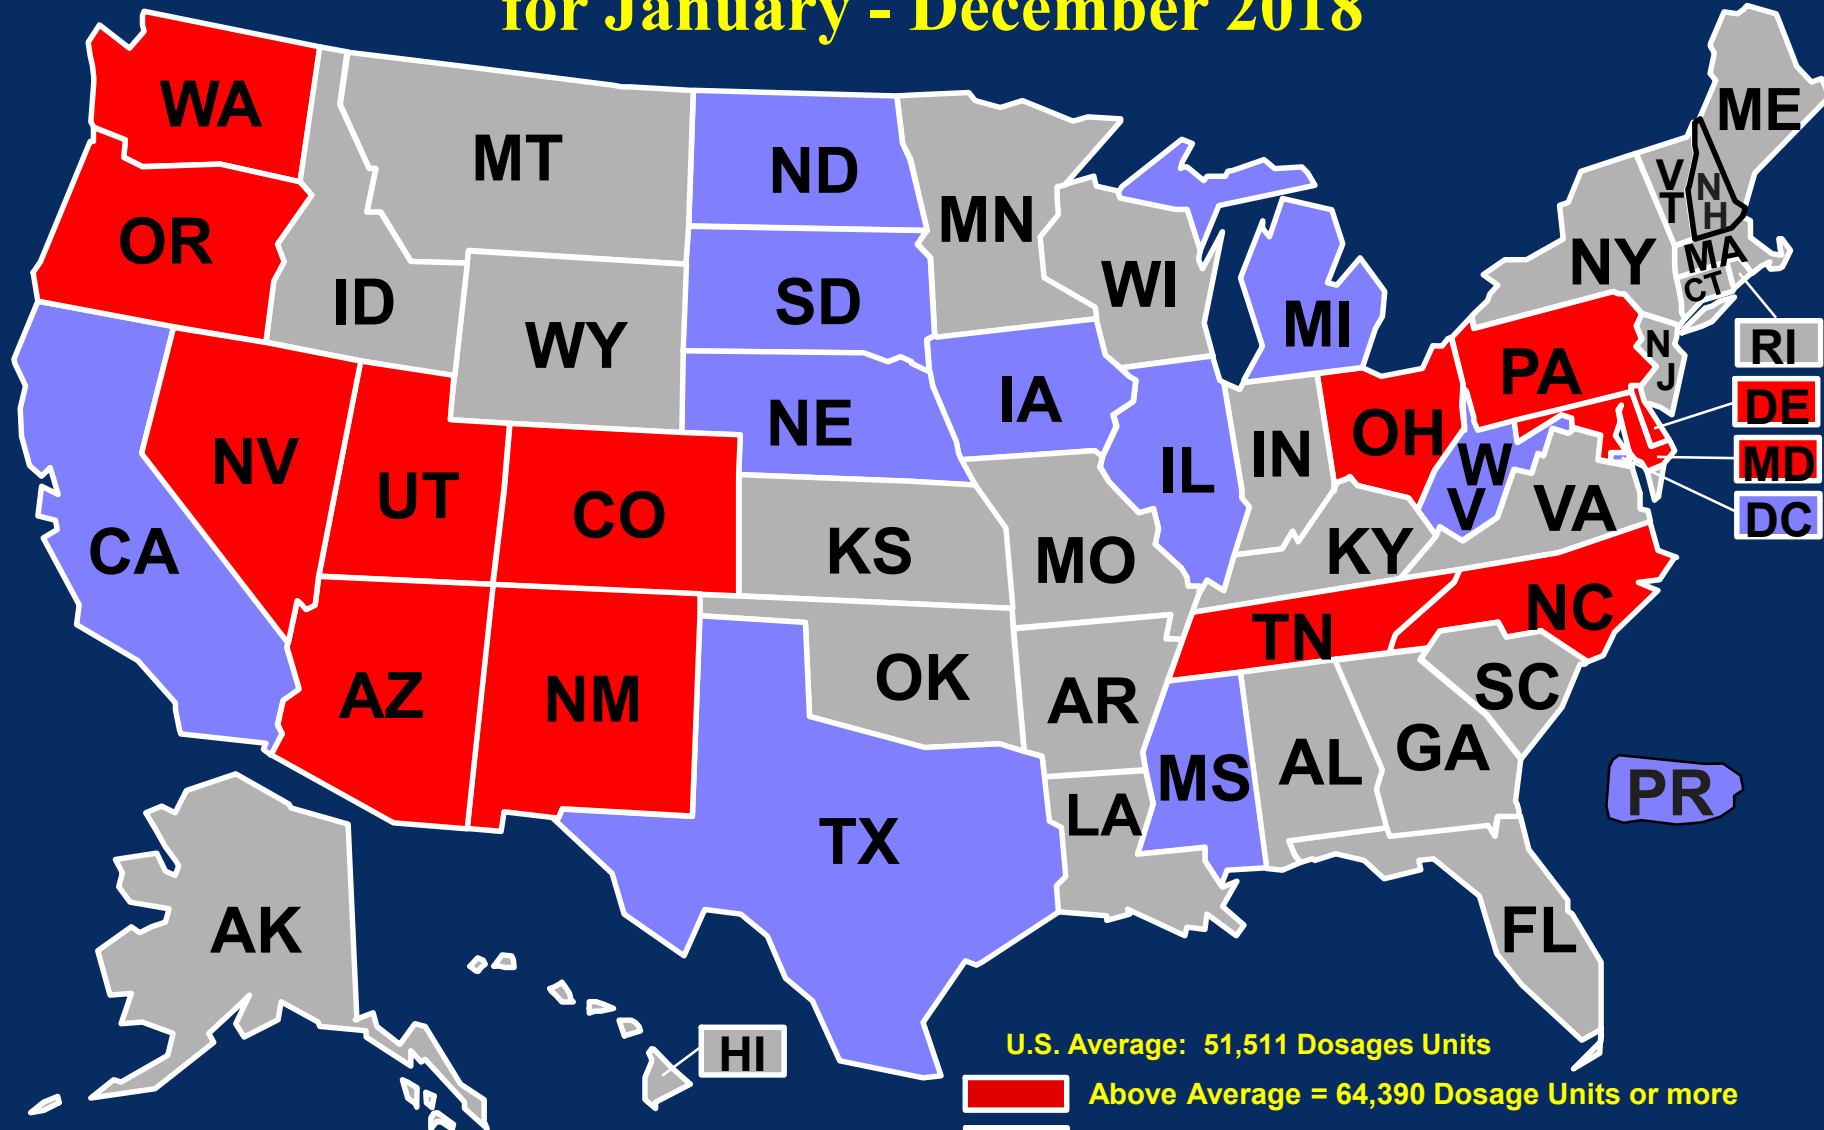 for January - December 2018
WA
MT
ND
MN
ME
V
T
N
H
OR
ID
SD
WI
NY
MA
CT
WY
MI
RI
N
J
PA
DE
NE
IA
OH
NV
UT
IL
IN
W
V
MD
DC
CO
VA
CA
KS
MO
KY
NC
TN
AZ
NM
OK
AR
SC
MS
AL
GA
PR
LA
TX
AK
FL
HI
U.S. Average: 51,511 Dosages Units
Above Average = 64,390 Dosage Units or more